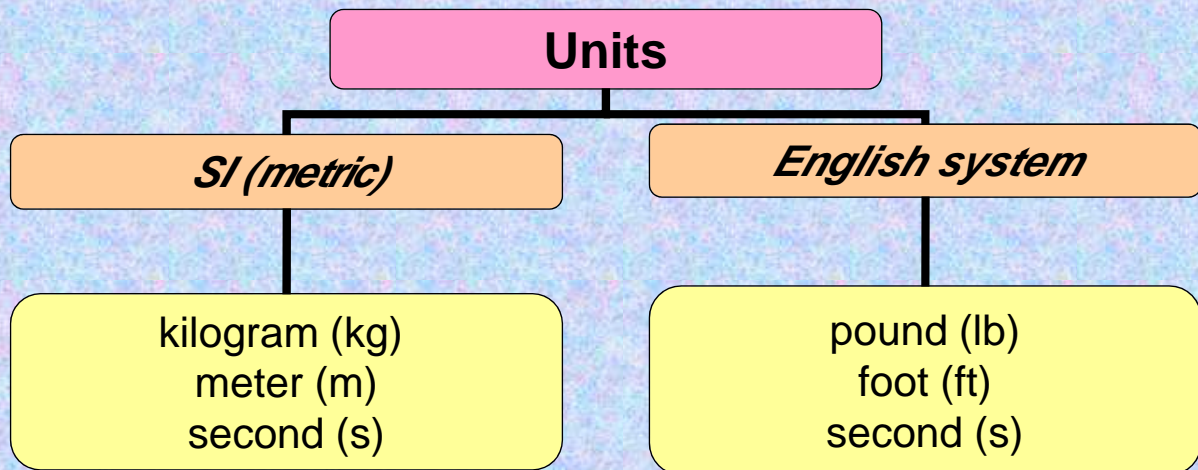 Units
SI (metric)
English system
kilogram (kg)
meter (m)
second (s)
pound (lb)
foot (ft)
second (s)